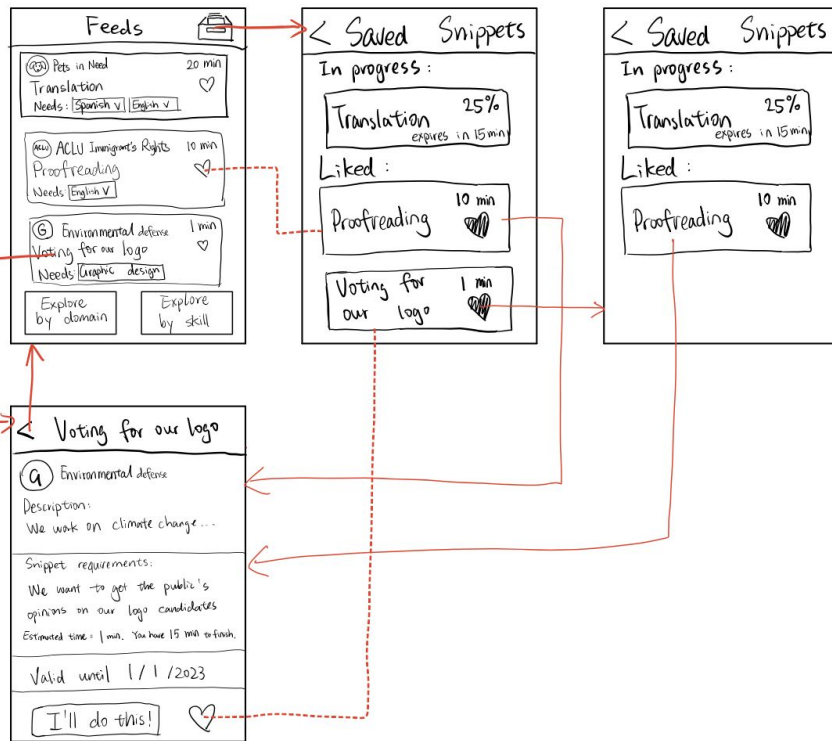 Feeds
Pets in Need 20 min
Translation
Needs: Spanish V English V
ACLU ACLU Immigrant's Rights 10 min
Proofreading
Needs English V
G Environmental defense 1 min
Voting for our logo
Needs Graphic design
Explore by domain
Explore by skill
< Saved Snippets
In progress:
Translation 25%
expires in 15 min
Liked:
Proofreading 10 min
Voting for our logo 1 min
< Saved Snippets
In progress:
Translation 25%
expires in 15 min
Liked:
Proofreading 10 min
< Voting for our logo
G Environmental defense
Description:
We work on climate change...
Snippet requirements:
We want to get the public's
opinions on our logo candidates
Estimated time = 1 min. You have 15 min to finish.
Valid until 1/1/2023
I'll do this!